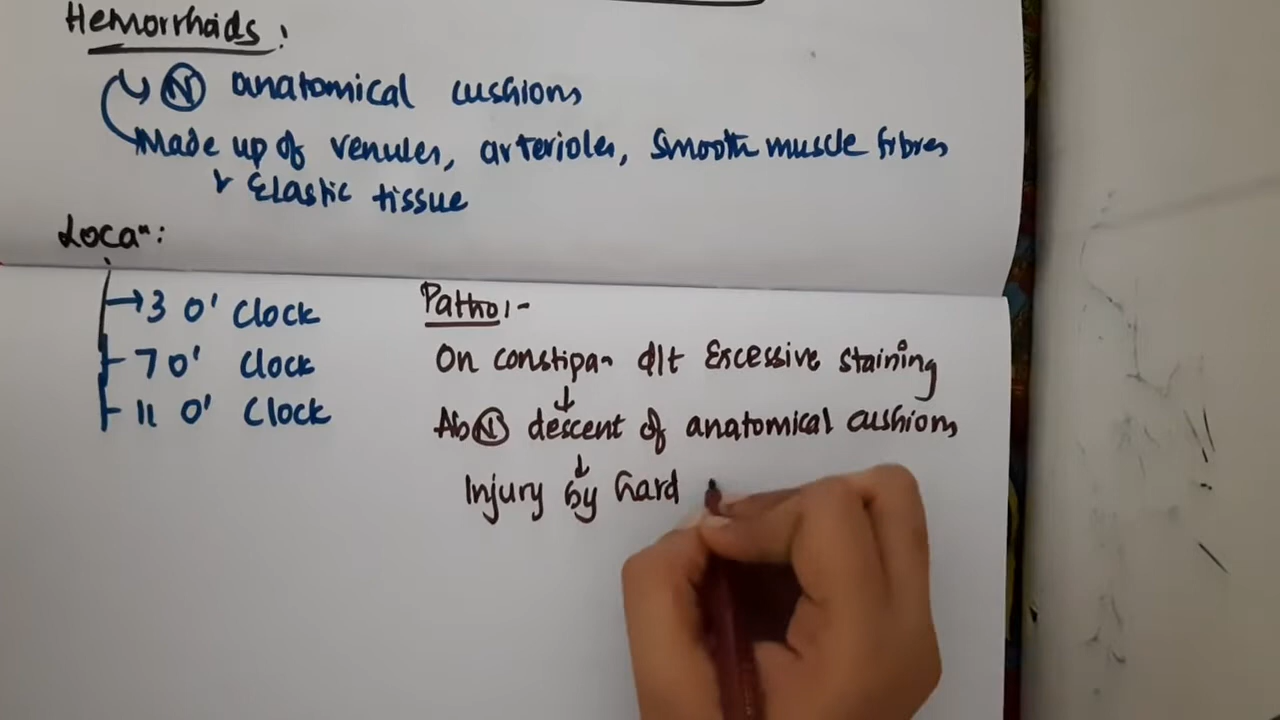 Hemorrhoids :
Ⓝ anatomical cushions
Made up of venules, arterioles, Smooth muscle fibres
& Elastic tissue
Locaⁿ:
→ 3 O' Clock
7 O' Clock
11 O' Clock
Patho:-
On constipaⁿ d/t Excessive staining
↓
AbⓃ descent of anatomical cushions
↓
Injury by hard